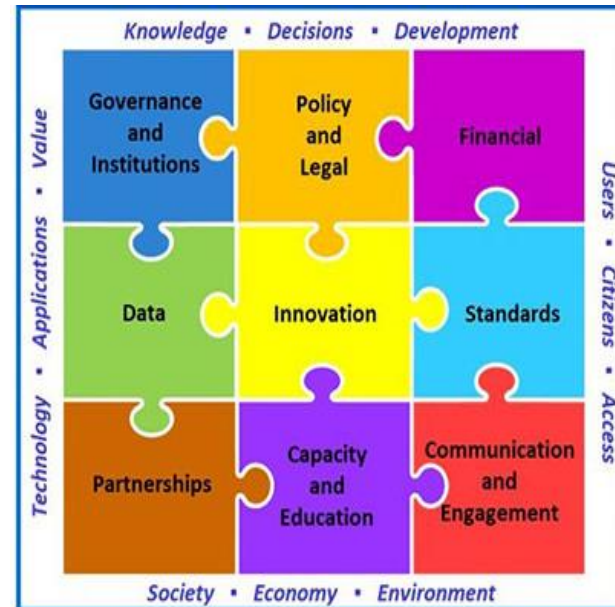 Knowledge ▪ Decisions ▪ Development
Technology ▪ Applications ▪ Value
Governance
and
Institutions
Policy
and
Legal
Financial
Data
Innovation
Standards
Partnerships
Capacity
and
Education
Communication
and
Engagement
Users ▪ Citizens ▪ Access
Society ▪ Economy ▪ Environment